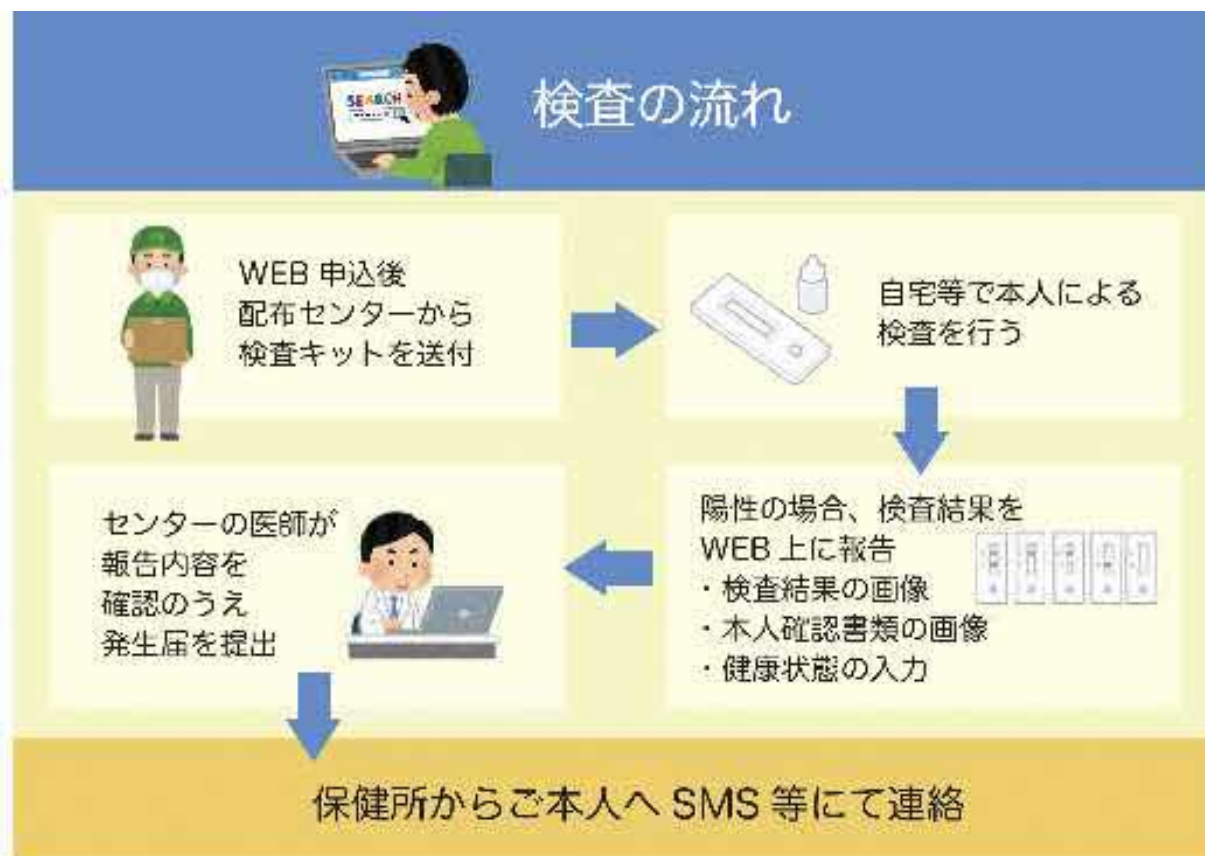 検査の流れ
SEARCH
WEB 申込後
配布センターから
検査キットを送付
自宅等で本人による
検査を行う
陽性の場合、検査結果を
WEB 上に報告
・検査結果の画像
・本人確認書類の画像
・健康状態の入力
センターの医師が
報告内容を
確認のうえ
発生届を提出
保健所からご本人へ SMS 等にて連絡